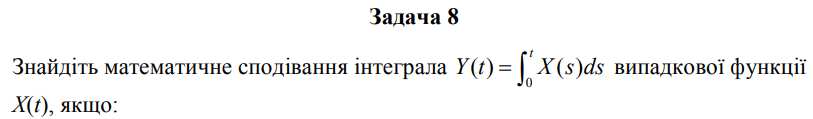 Задача 8
Знайдіть математичне сподівання інтеграла Y(t) = ∫₀ᵗ X(s)ds випадкової функції
X(t), якщо: